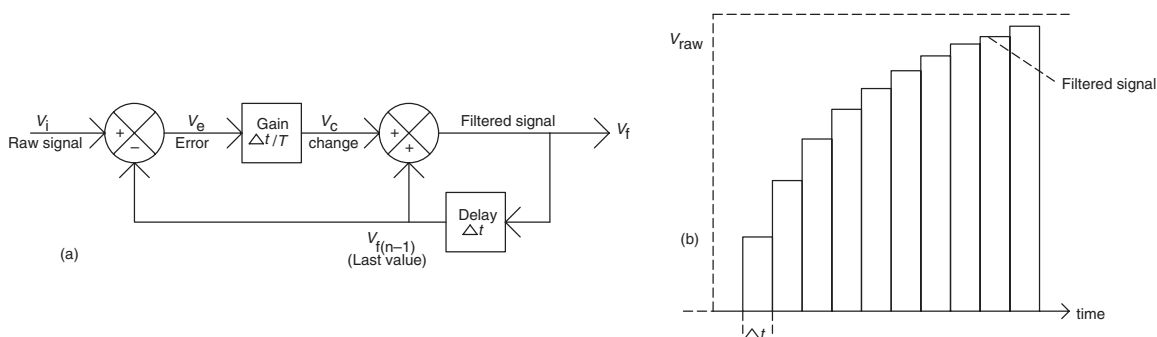 V_i
Raw signal
+
−
V_e
Error
Gain
△t/T
V_c
change
+
+
Filtered signal
V_f
Delay
△t
V_f(n−1)
(Last value)
(a)
V_raw
Filtered signal
(b)
time
△t